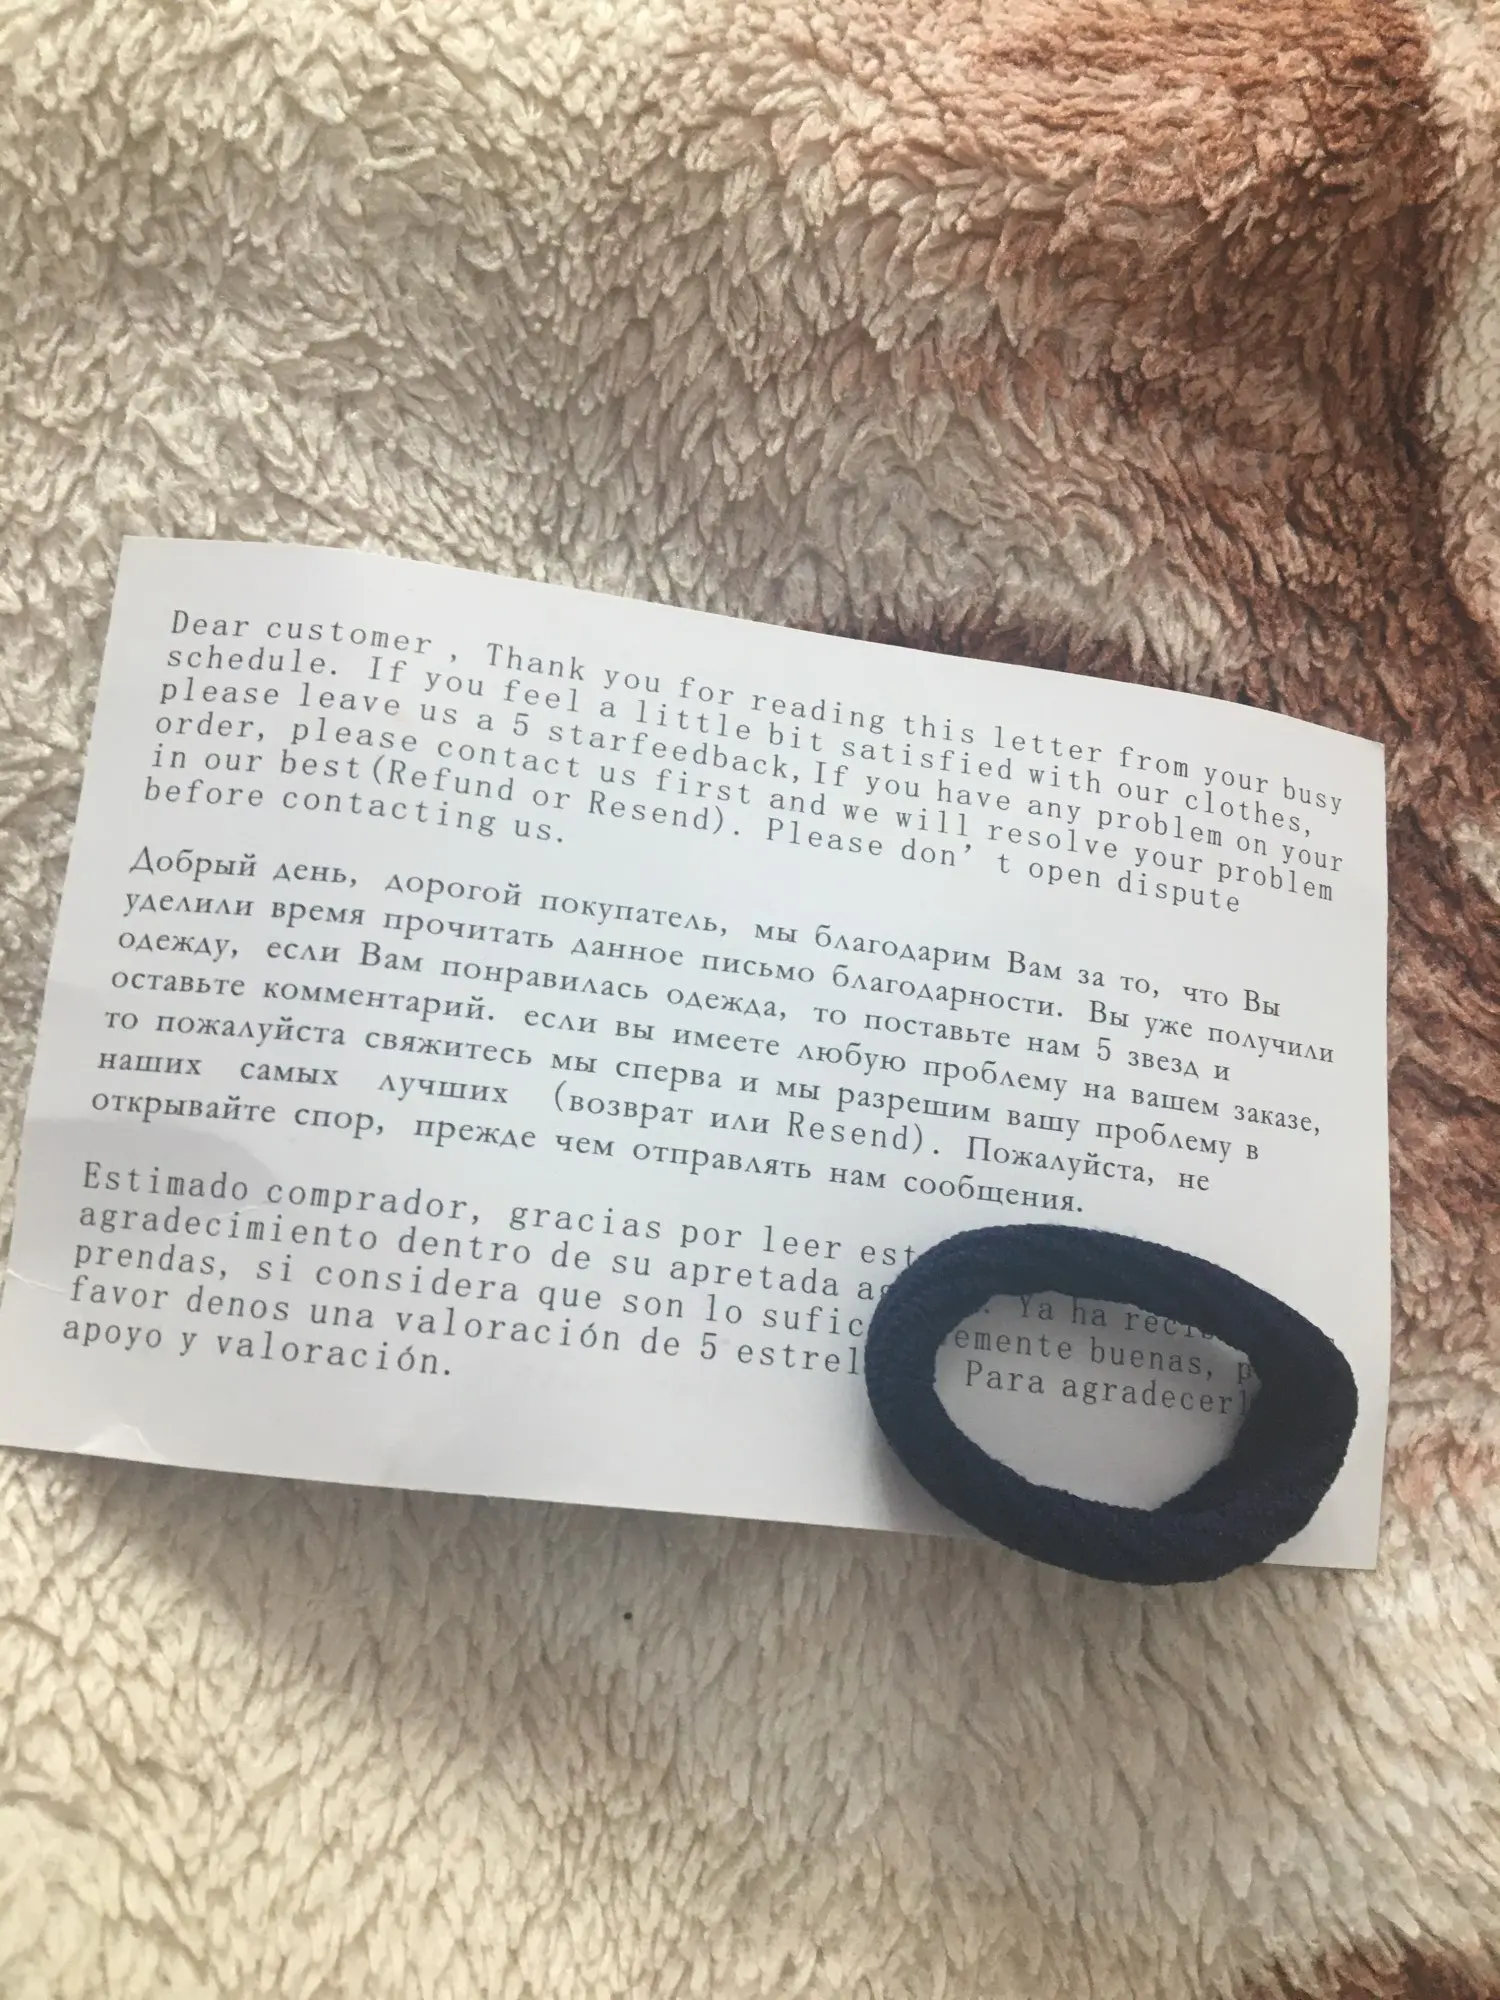 Dear customer , Thank you for reading this letter from your busy
schedule. If you feel a little bit satisfied with our clothes,
please leave us a 5 starfeedback, If you have any problem on your
order, please contact us first and we will resolve your problem
in our best (Refund or Resend). Please don’ t open dispute
before contacting us.
Добрый день, дорогой покупатель, мы благодарим Вам за то, что Вы
уделили время прочитать данное письмо благодарности. Вы уже получили
одежду, если Вам понравилась одежда, то поставьте нам 5 звезд и
оставьте комментарий. если вы имеете любую проблему на вашем заказе,
то пожалуйста свяжитесь мы сперва и мы разрешим вашу проблему в
наших самых лучших (возврат или Resend). Пожалуйста, не
открывайте спор, прежде чем отправлять нам сообщения.
Estimado comprador, gracias por leer
agradecimiento dentro de su apretada Ya ha
prendas, si considera que son lo buenas,
favor denos una valoración de 5 Para
apoyo y valoración.